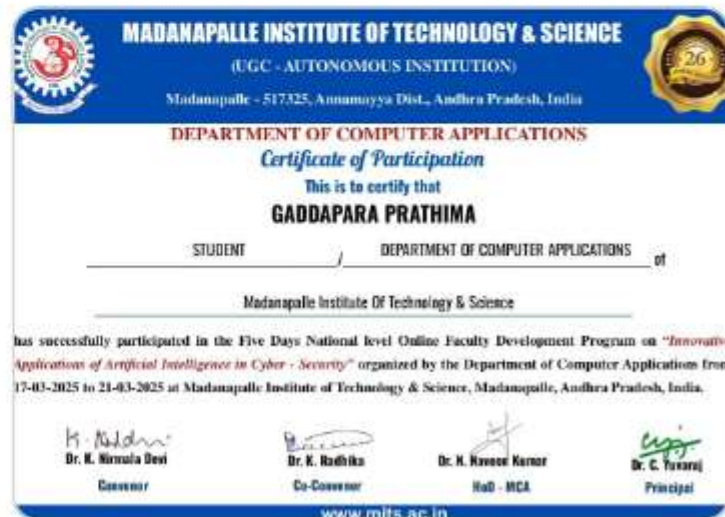 MADANAPALLE INSTITUTE OF TECHNOLOGY & SCIENCE
(UGC - AUTONOMOUS INSTITUTION)
26
Madanapalle - 517325, Annamayya Dist., Andhra Pradesh, India
DEPARTMENT OF COMPUTER APPLICATIONS
Certificate of Participation
This is to certify that
GADDAPARA PRATHIMA
STUDENT / DEPARTMENT OF COMPUTER APPLICATIONS of
Madanapalle Institute Of Technology & Science
has successfully participated in the Five Days National level Online Faculty Development Program on "Innovative
Applications of Artificial Intelligence in Cyber - Security" organized by the Department of Computer Applications from
17-03-2025 to 21-03-2025 at Madanapalle Institute of Technology & Science, Madanapalle, Andhra Pradesh, India.
Dr. K. Nirmala Devi Dr. K. Radhika Dr. N. Naveen Kumar Dr. C. Yuvaraj
Convenor Co-Convenor HoD - MCA Principal
www.mits.ac.in